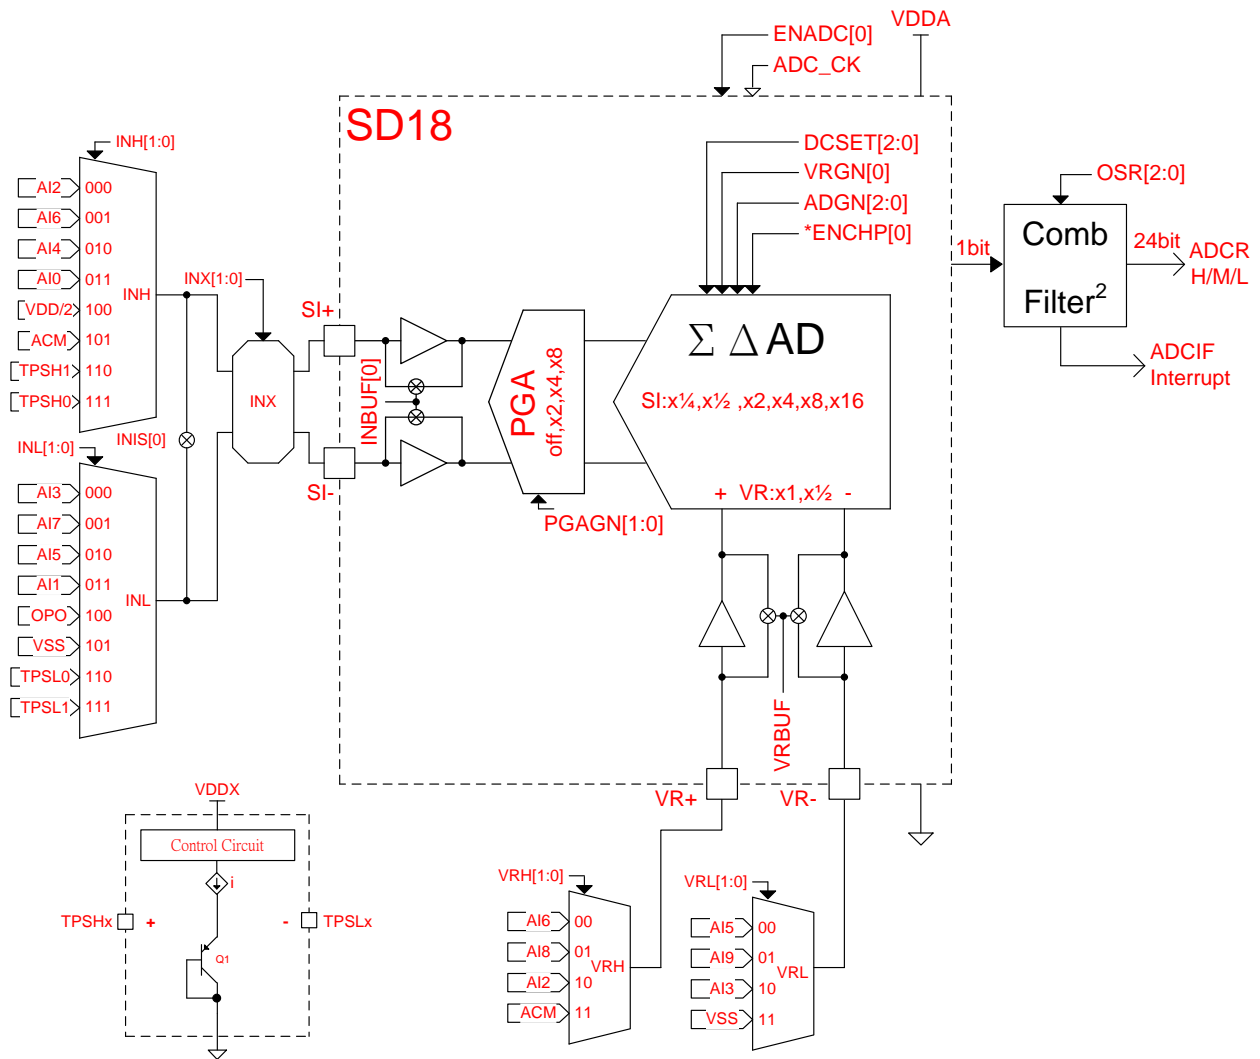 ENADC[0]
VDDA
ADC_CK
SD18
INH[1:0]
DCSET[2:0]
VRGN[0]
ADGN[2:0]
*ENCHP[0]
OSR[2:0]
AI2 000
AI6 001
AI4 010
AI0 011
VDD/2 100
ACM 101
TPSH1 110
TPSH0 111
INH
INX[1:0]
INX
INIS[0]
SI+
SI-
INBUF[0]
PGA
off,x2,x4,x8
PGAGN[1:0]
Σ Δ AD
SI:x¼,x½ ,x2,x4,x8,x16
+ VR:x1,x½ -
1bit
Comb
Filter²
24bit
ADCR
H/M/L
ADCIF
Interrupt
INL[1:0]
AI3 000
AI7 001
AI5 010
AI1 011
OPO 100
VSS 101
TPSL0 110
TPSL1 111
INL
VRBUF
VR+
VR-
VDDX
Control Circuit
i
TPSHx + - TPSLx
Q1
VRH[1:0]
AI6 00
AI8 01
AI2 10
ACM 11
VRH
VRL[1:0]
AI5 00
AI9 01
AI3 10
VSS 11
VRL